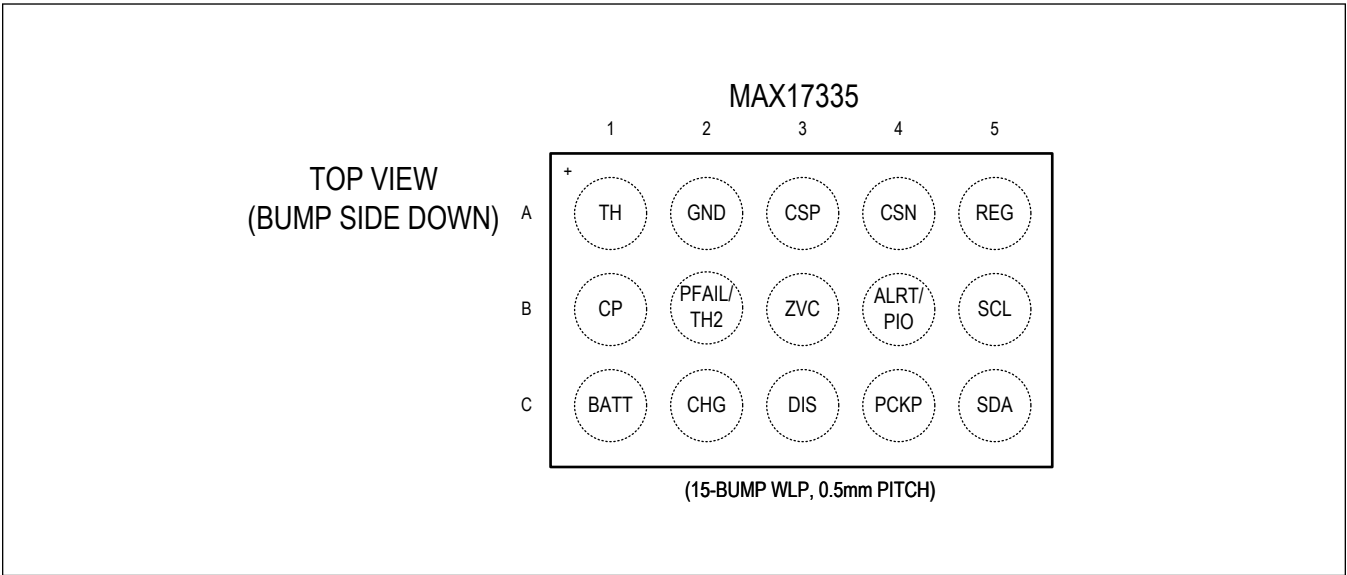 MAX17335
1 2 3 4 5
TOP VIEW
(BUMP SIDE DOWN)
+
A TH GND CSP CSN REG
B CP PFAIL/ ZVC ALRT/ SCL
TH2 PIO
C BATT CHG DIS PCKP SDA
(15-BUMP WLP, 0.5mm PITCH)